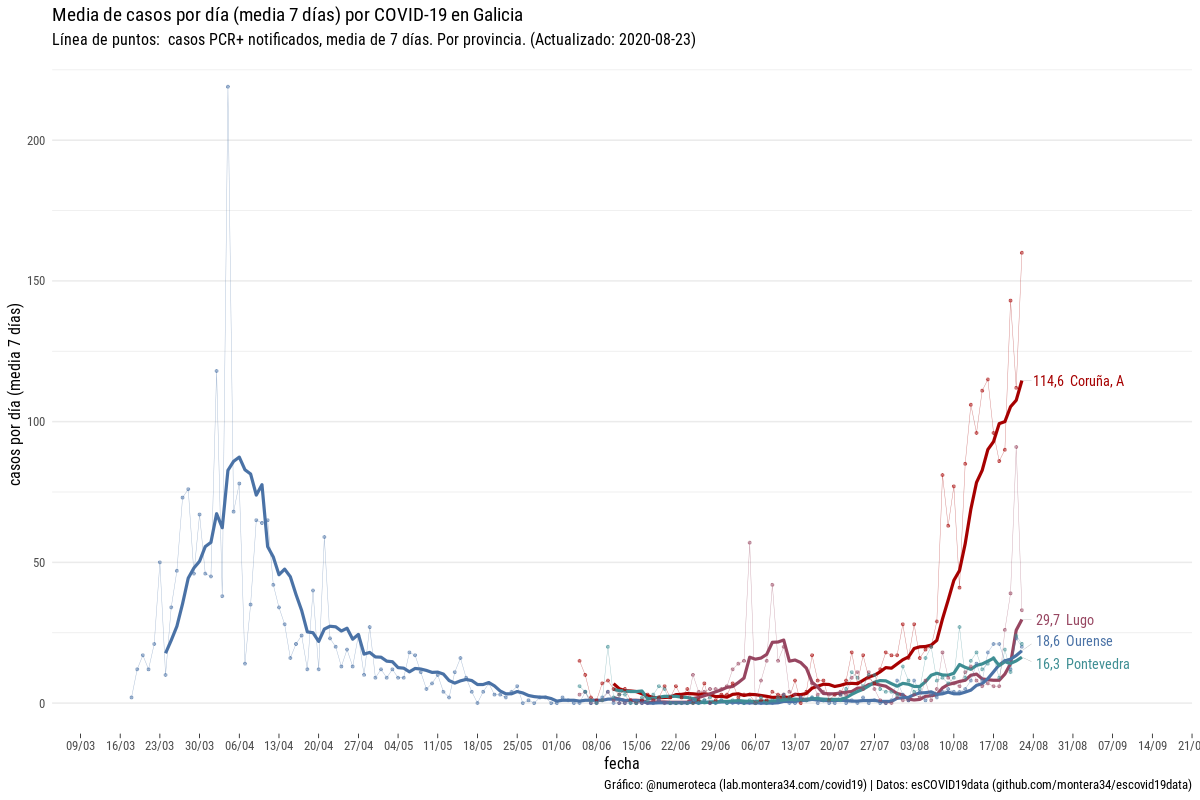 Media de casos por día (media 7 días) por COVID-19 en Galicia
Línea de puntos:  casos PCR+ notificados, media de 7 días. Por provincia. (Actualizado: 2020-08-23)
casos por día (media 7 días)
200
150
100
50
0
114,6 Coruña, A
29,7 Lugo
18,6 Ourense
16,3 Pontevedra
09/03 16/03 23/03 30/03 06/04 13/04 20/04 27/04 04/05 11/05 18/05 25/05 01/06 08/06 15/06 22/06 29/06 06/07 13/07 20/07 27/07 03/08 10/08 17/08 24/08 31/08 07/09 14/09 21/0
fecha
Gráfico: @numeroteca (lab.montera34.com/covid19) | Datos: esCOVID19data (github.com/montera34/escovid19data)